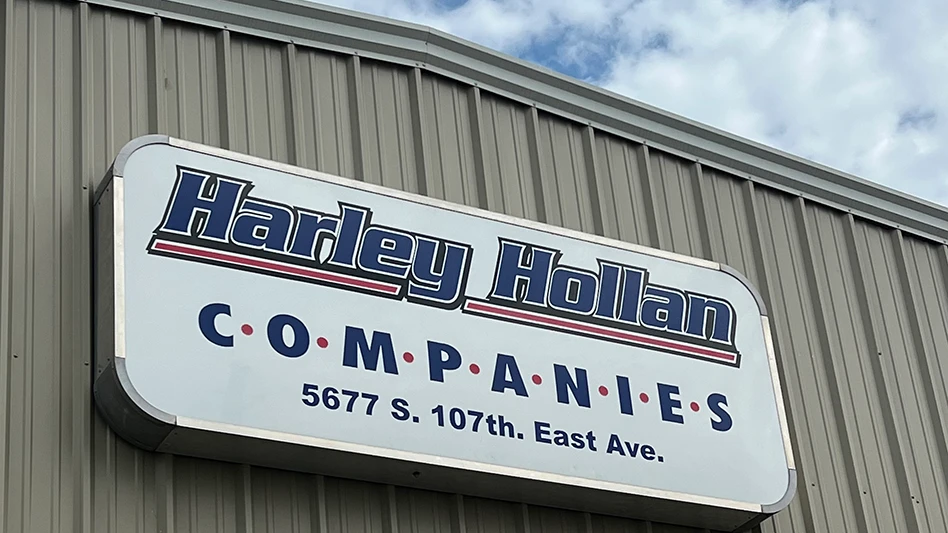 Harley Hollan
C•O•M•P•A•N•I•E•S
5677 S. 107th. East Ave.